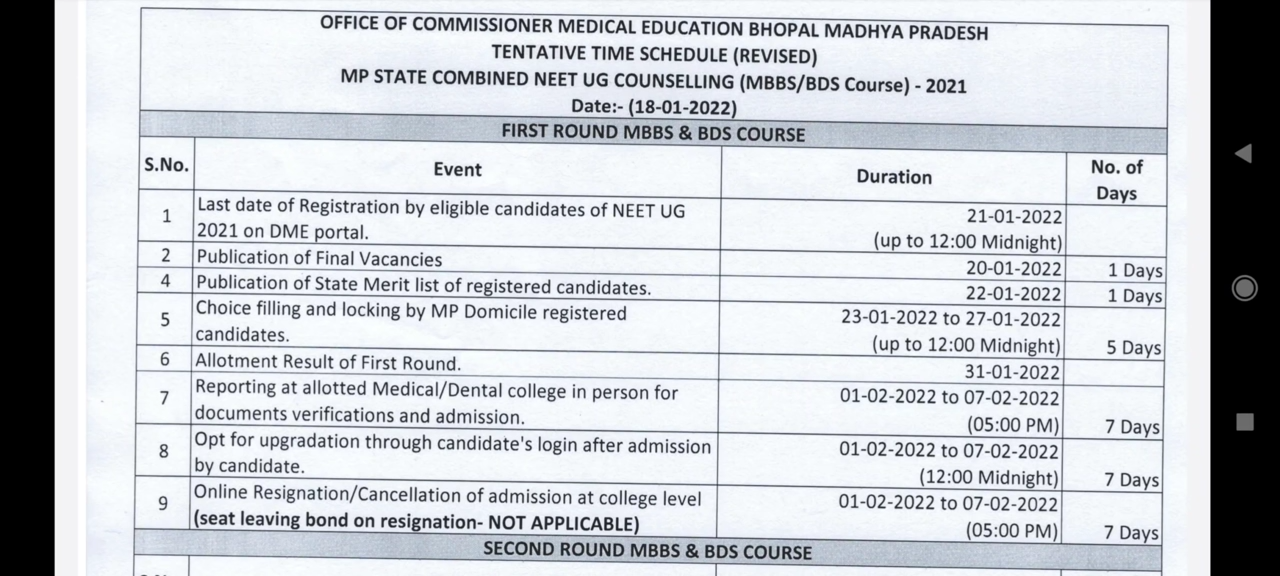 OFFICE OF COMMISSIONER MEDICAL EDUCATION BHOPAL MADHYA PRADESH
TENTATIVE TIME SCHEDULE (REVISED)
MP STATE COMBINED NEET UG COUNSELLING (MBBS/BDS Course) - 2021
Date:- (18-01-2022)
FIRST ROUND MBBS & BDS COURSE
S.No. Event Duration No. of Days
1 Last date of Registration by eligible candidates of NEET UG 21-01-2022
2021 on DME portal. (up to 12:00 Midnight)
2 Publication of Final Vacancies 20-01-2022 1 Days
4 Publication of State Merit list of registered candidates. 22-01-2022 1 Days
5 Choice filling and locking by MP Domicile registered 23-01-2022 to 27-01-2022
candidates. (up to 12:00 Midnight) 5 Days
6 Allotment Result of First Round. 31-01-2022
7 Reporting at allotted Medical/Dental college in person for 01-02-2022 to 07-02-2022
documents verifications and admission. (05:00 PM) 7 Days
8 Opt for upgradation through candidate's login after admission 01-02-2022 to 07-02-2022
by candidate. (12:00 Midnight) 7 Days
9 Online Resignation/Cancellation of admission at college level 01-02-2022 to 07-02-2022
(seat leaving bond on resignation- NOT APPLICABLE) (05:00 PM) 7 Days
SECOND ROUND MBBS & BDS COURSE